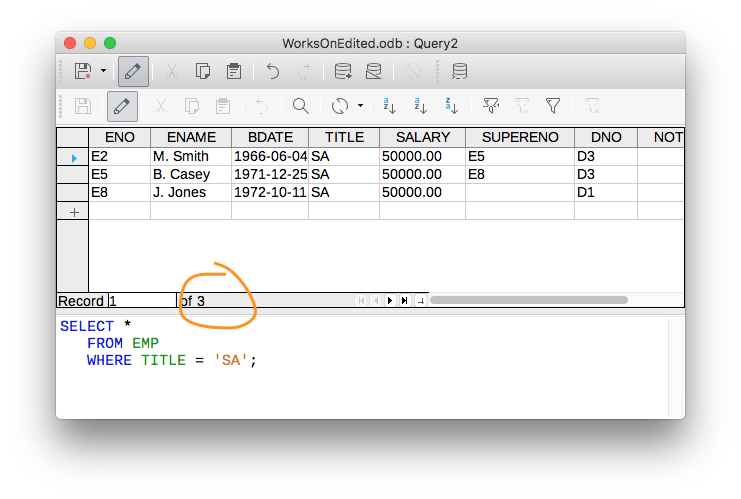 WorksOnEdited.odb : Query2
ENO ENAME BDATE TITLE SALARY SUPERENO DNO NOT
E2 M. Smith 1966-06-04 SA 50000.00 E5 D3
E5 B. Casey 1971-12-25 SA 50000.00 E8 D3
E8 J. Jones 1972-10-11 SA 50000.00 D1
Record 1 of 3
SELECT *
FROM EMP
WHERE TITLE = 'SA';